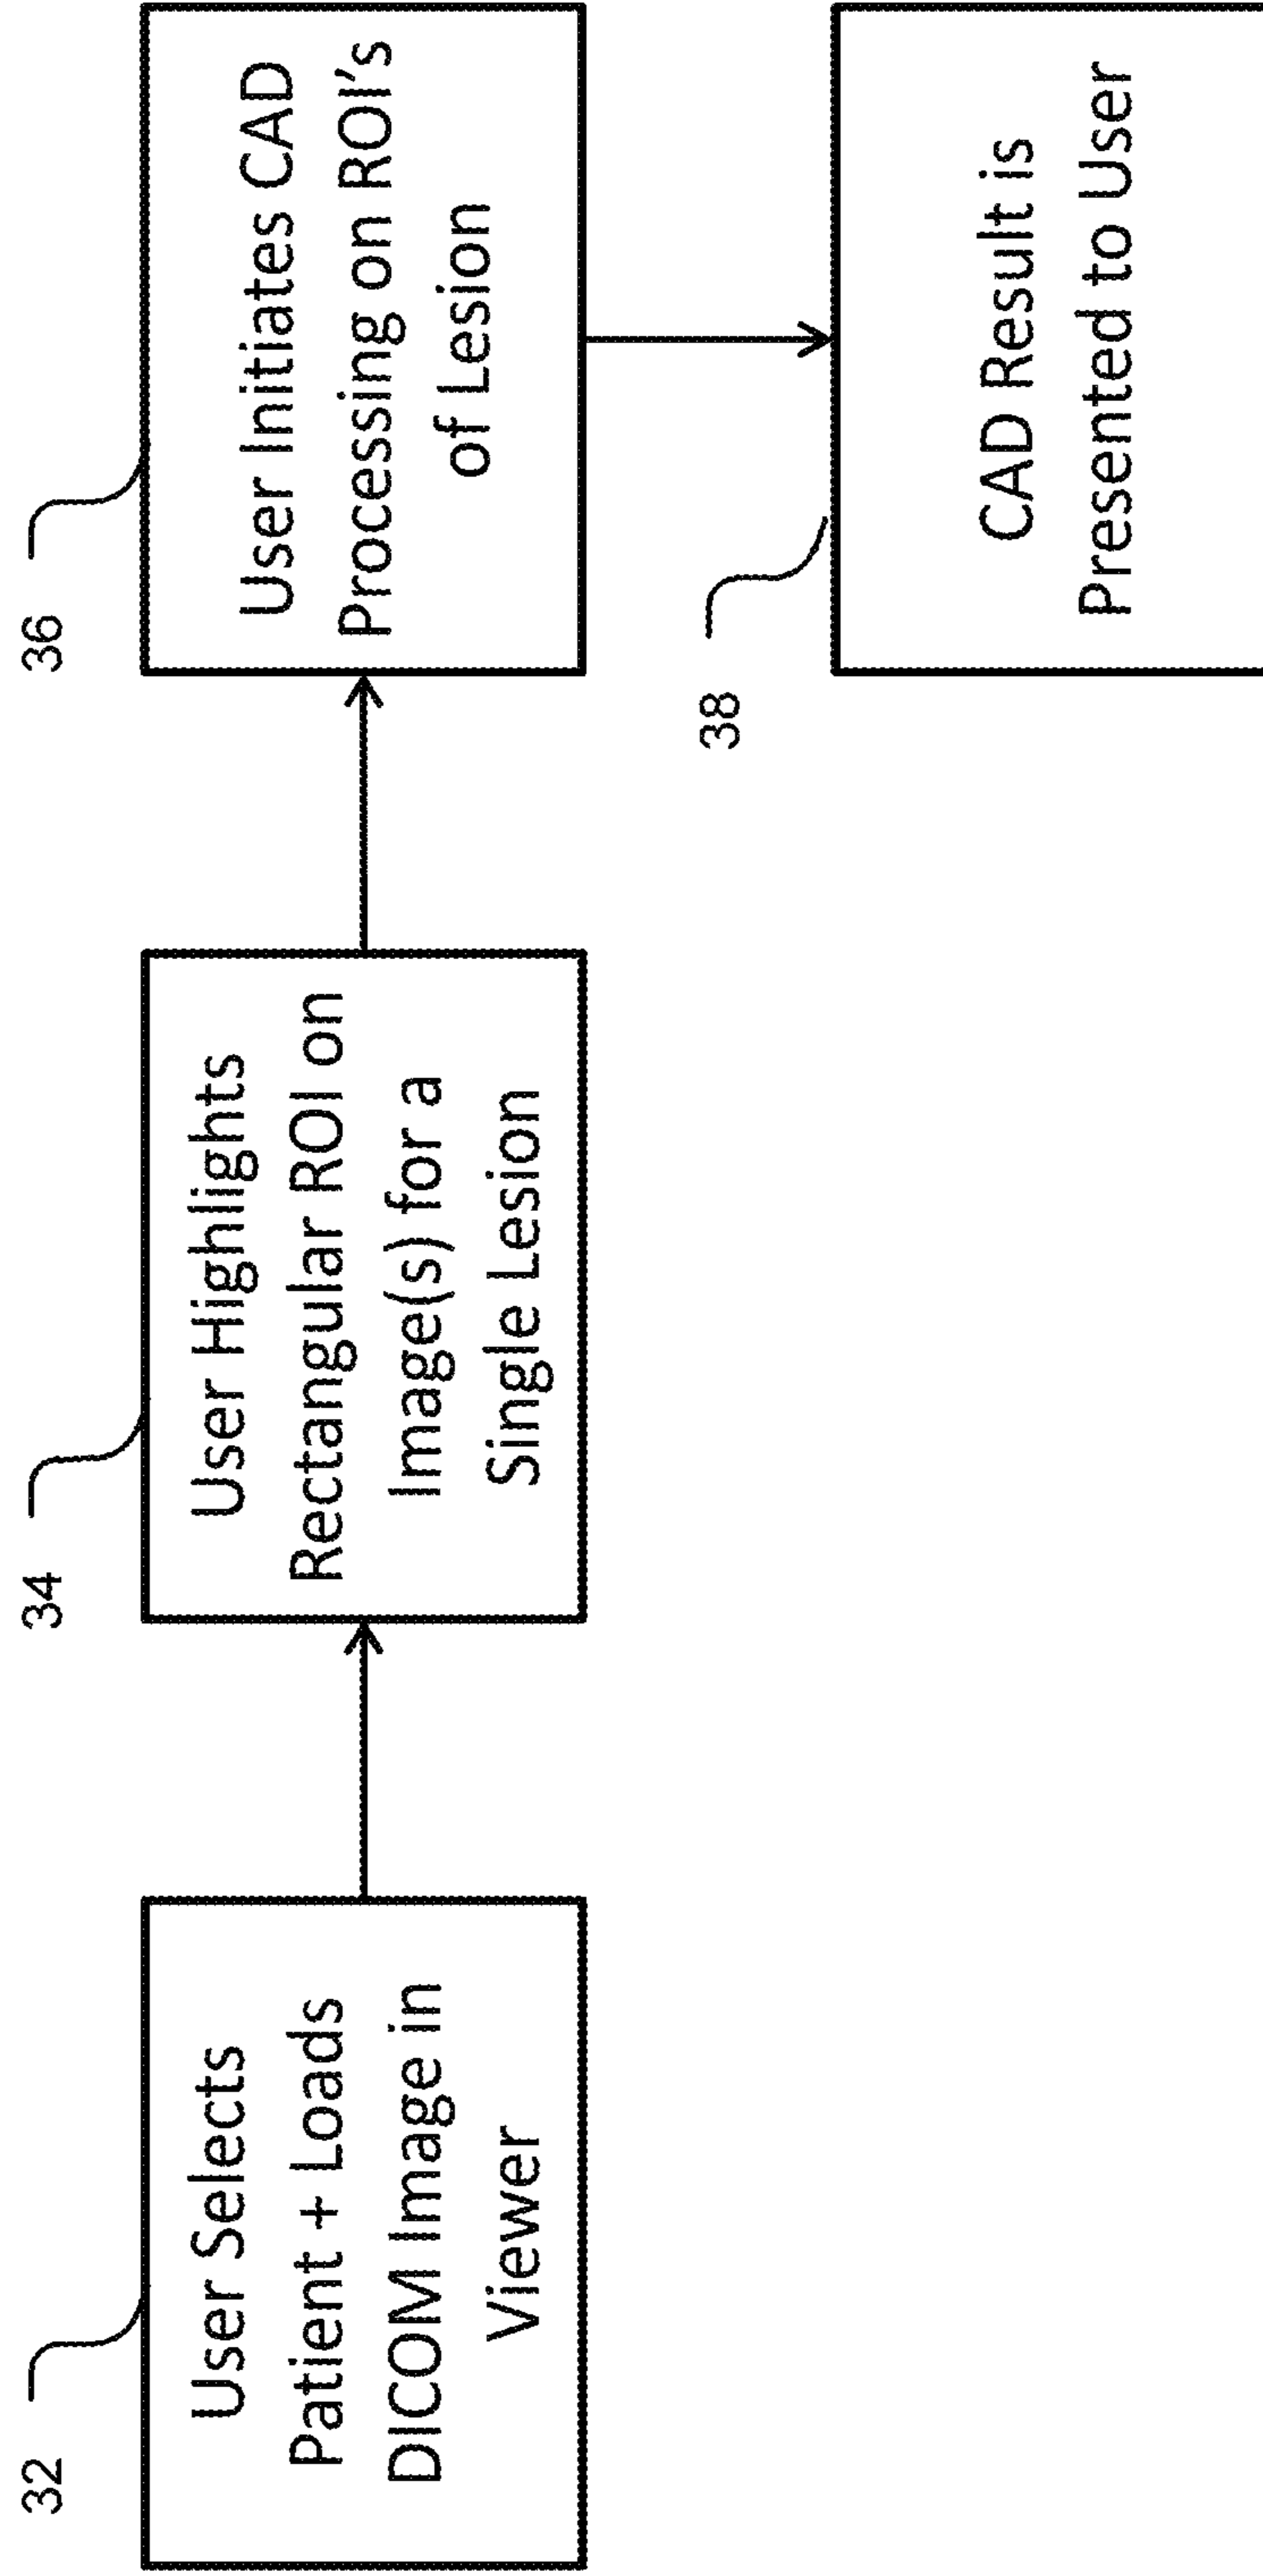 32
User Selects
Patient + Loads
DICOM Image in
Viewer
34
User Highlights
Rectangular ROI on
Image(s) for a
Single Lesion
36
User Initiates CAD
Processing on ROI's
of Lesion
38
CAD Result is
Presented to User